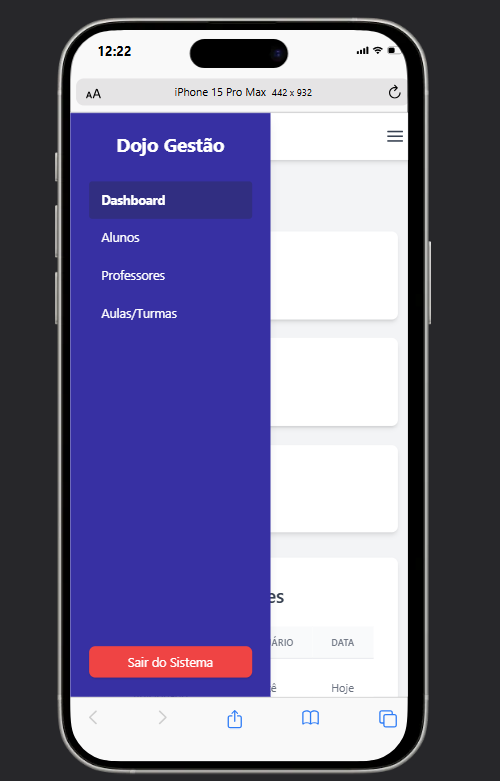 12:22
AA
iPhone 15 Pro Max 442 x 932
Dojo Gestão
Dashboard
Alunos
Professores
Aulas/Turmas
es
ÁRIO DATA
ê Hoje
Sair do Sistema